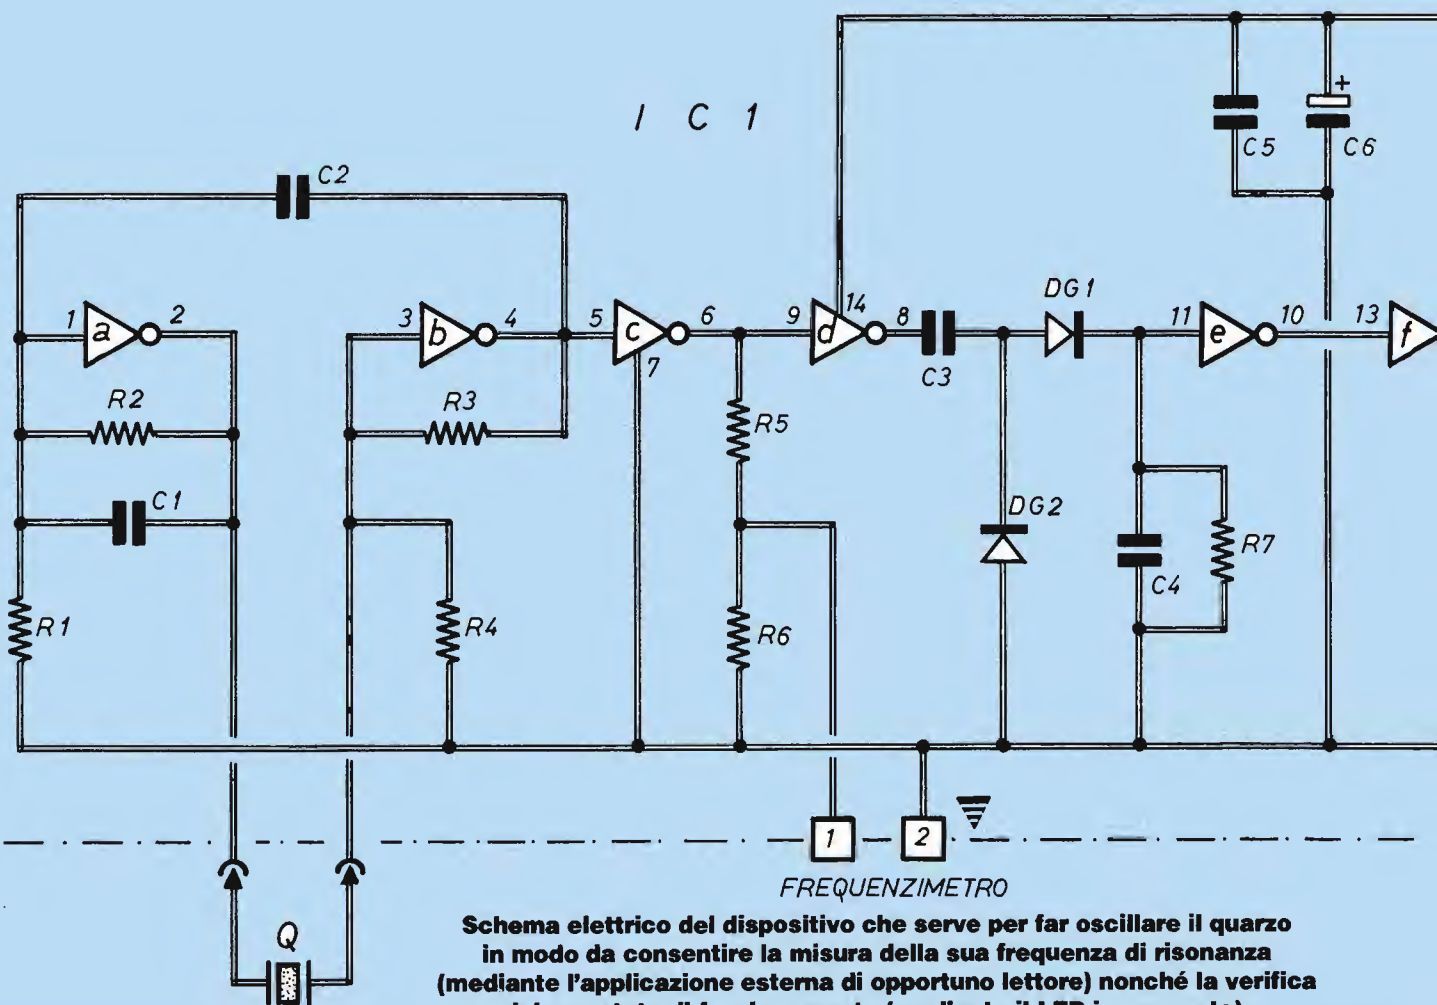 I C 1
C5
+
C6
C2
1
a
2
3
b
4
5
c
6
7
9
d
14
8
C3
DG1
11
e
10
13
f
R2
R3
R5
C1
DG2
R1
R4
R6
C4
R7
1
2
FREQUENZIMETRO
Q
Schema elettrico del dispositivo che serve per far oscillare il quarzo
in modo da consentire la misura della sua frequenza di risonanza
(mediante l'applicazione esterna di opportuno lettore) nonché la verifica